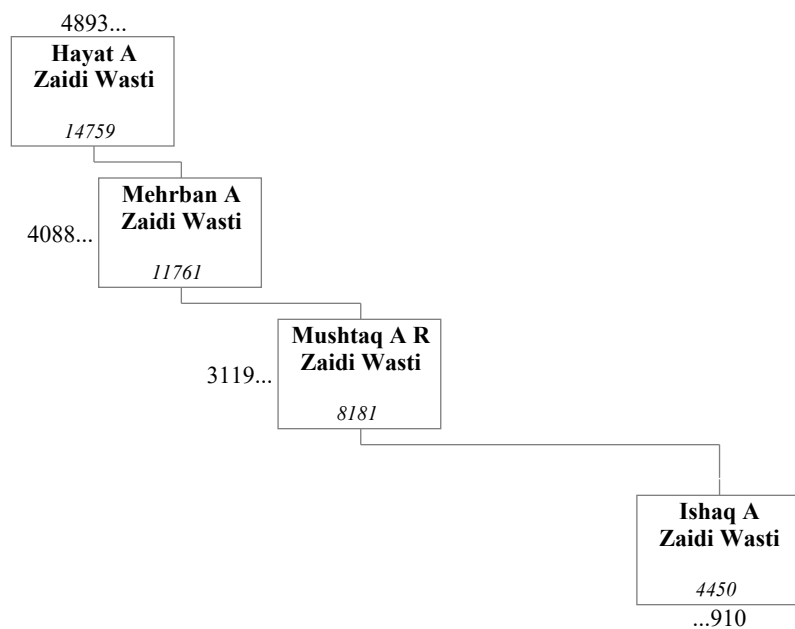 4893...
Hayat A
Zaidi Wasti
14759
Mehrban A
Zaidi Wasti
4088...
11761
Mushtaq A R
Zaidi Wasti
3119...
8181
Ishaq A
Zaidi Wasti
4450
...910